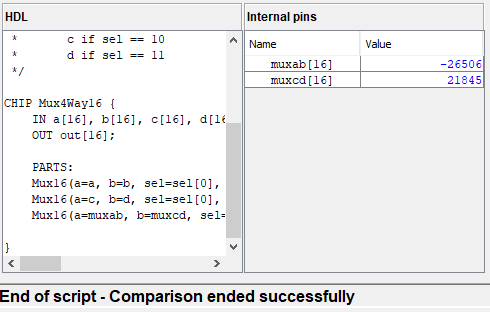 HDL
Internal pins
*       c if sel == 10
*       d if sel == 11
*/
CHIP Mux4Way16 {
IN a[16], b[16], c[16],
OUT out[16];
PARTS:
Mux16(a=a, b=b, sel=sel[0],
Mux16(a=c, b=d, sel=sel[0],
Mux16(a=muxab, b=muxcd, sel=
}
Name Value
muxab[16] -26506
muxcd[16] 21845
End of script - Comparison ended successfully